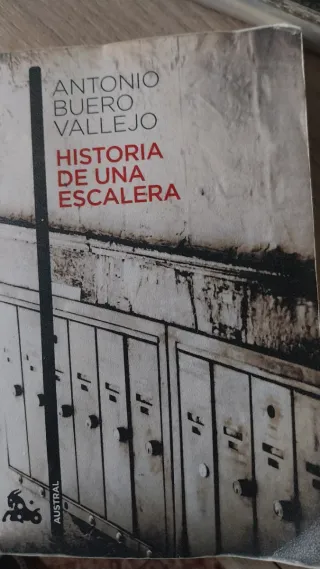 ANTONIO
BUERO
VALLEJO
HISTORIA
DE UNA
ESCALERA
AUSTRAL